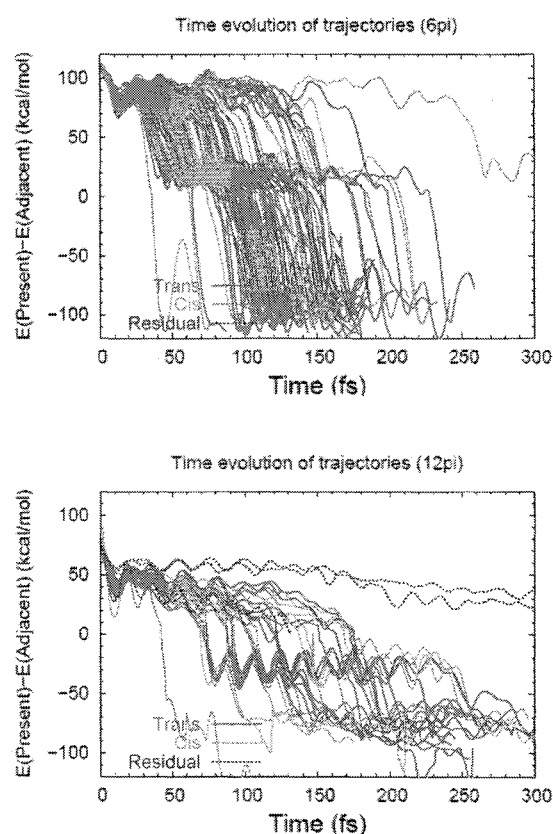 Time evolution of trajectories (6pi)
E(Present)-E(Adjacent) (kcal/mol)
100
50
0
-50
-100
Trans
Cis
Residual
0 50 100 150 200 250 300
Time (fs)
Time evolution of trajectories (12pi)
E(Present)-E(Adjacent) (kcal/mol)
100
50
0
-50
-100
Trans
Cis
Residual
0 50 100 150 200 250 300
Time (fs)